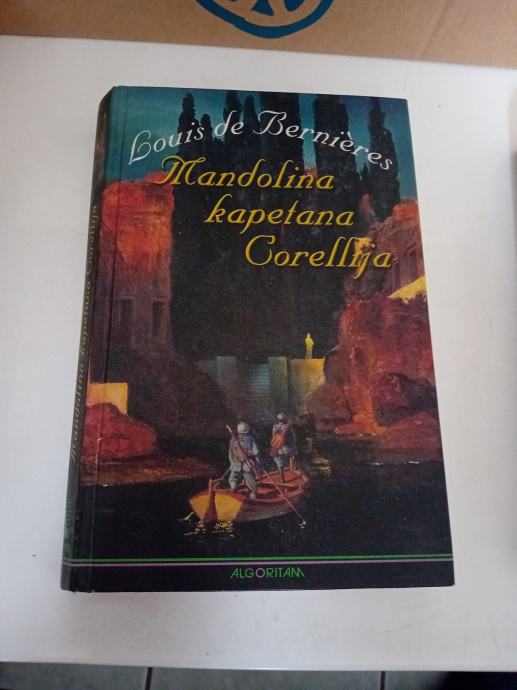 Louis de Bernières
Mandolina
kapetana
Corellija
ALGORITAM
Mandolina kapetana Corellija